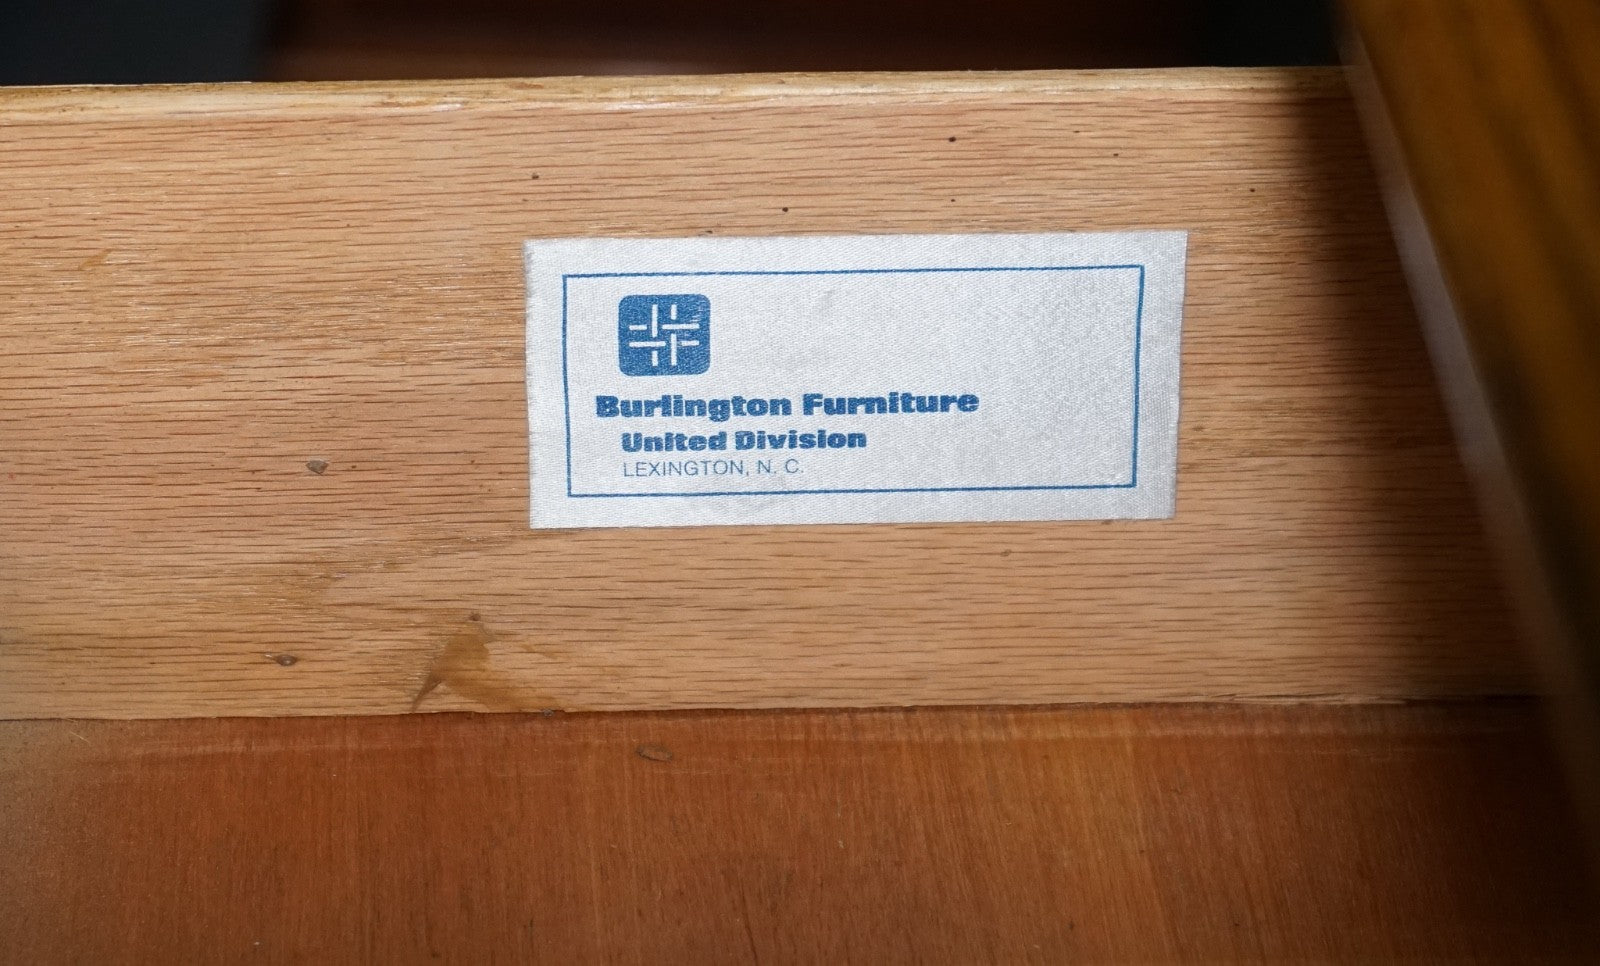 Burlington Furniture
United Division
LEXINGTON, N. C.